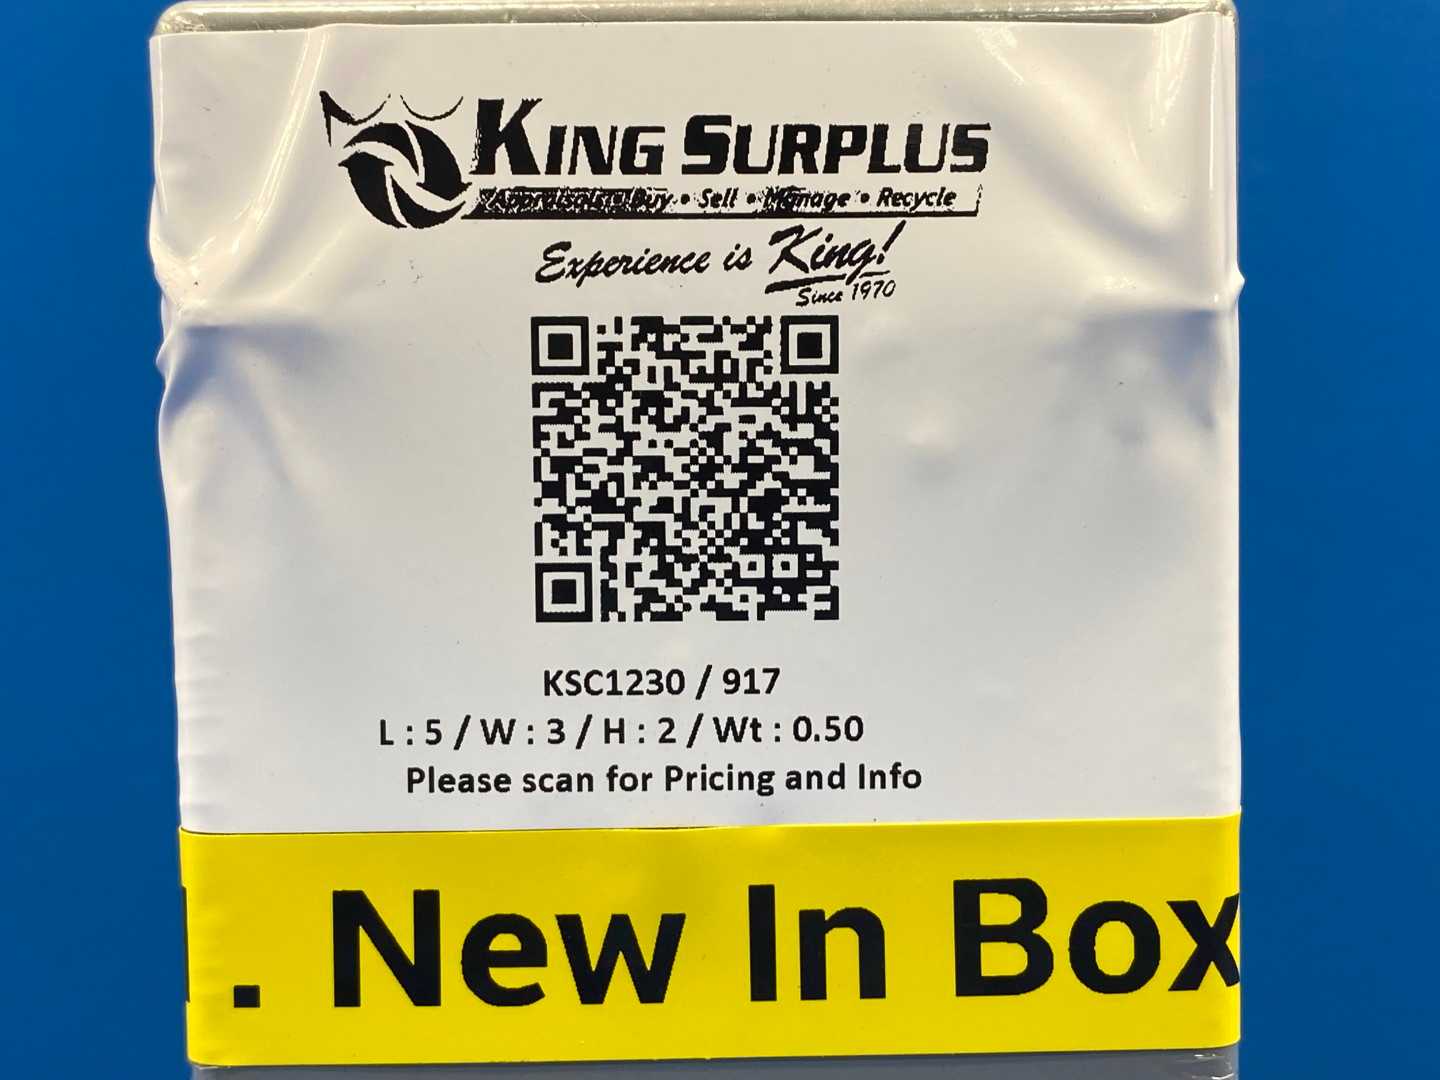 KING SURPLUS
Appraisals • Buy • Sell • Manage • Recycle
Experience is King!
Since 1970
KSC1230 / 917
L : 5 / W : 3 / H : 2 / Wt : 0.50
Please scan for Pricing and Info
. New In Box